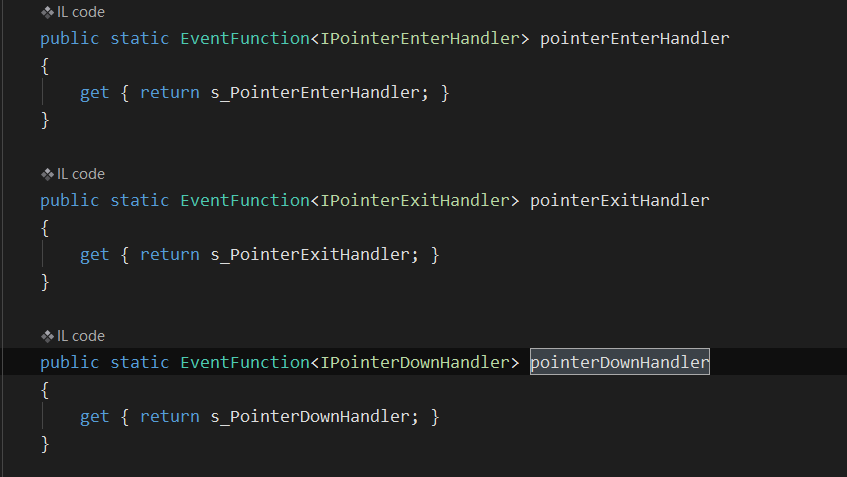 IL code
public static EventFunction<IPointerEnterHandler> pointerEnterHandler
{
get { return s_PointerEnterHandler; }
}
IL code
public static EventFunction<IPointerExitHandler> pointerExitHandler
{
get { return s_PointerExitHandler; }
}
IL code
public static EventFunction<IPointerDownHandler> pointerDownHandler
{
get { return s_PointerDownHandler; }
}